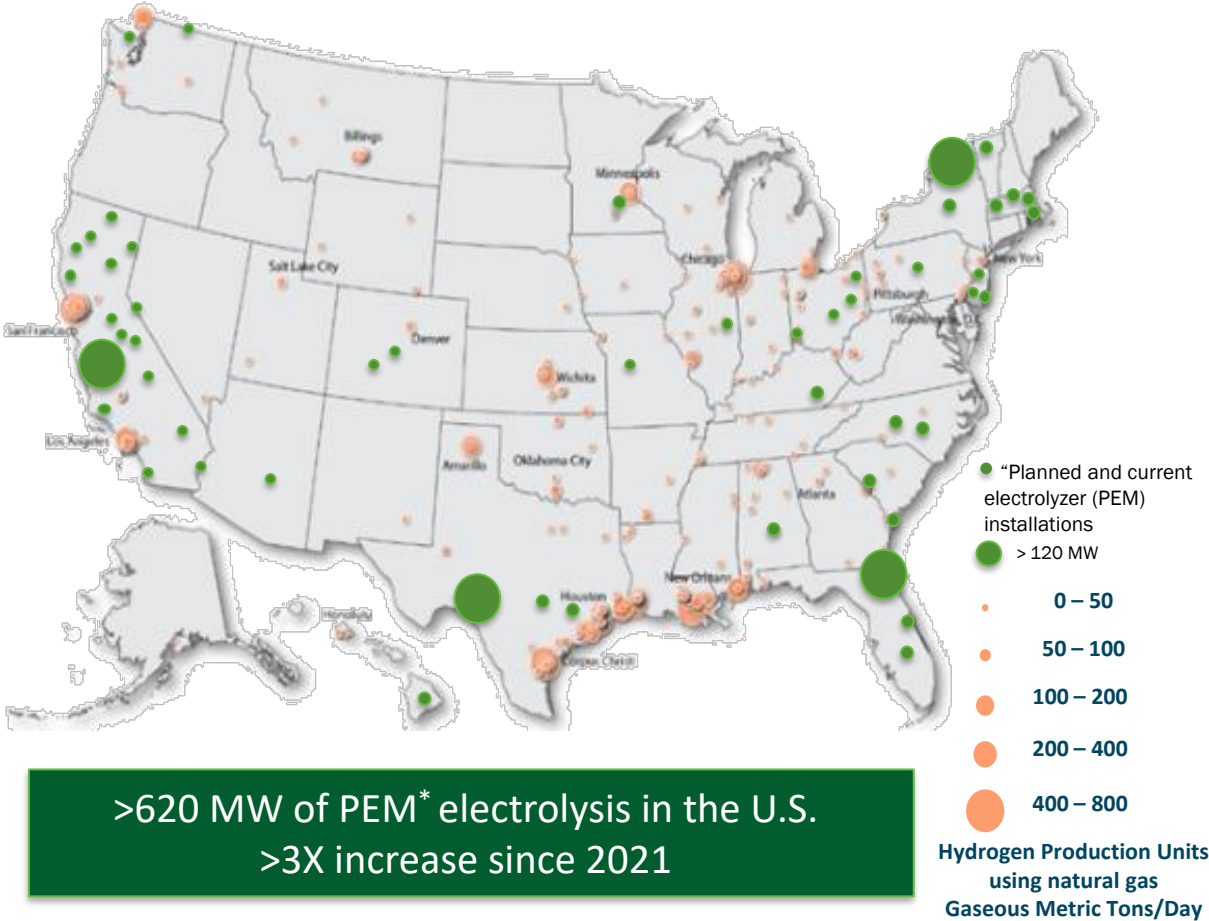 Billings
Minneapolis
Salt Lake City
Chicago
New York
Pittsburgh
Washington, D.C.
San Francisco
Denver
Wichita
Los Angeles
Amarillo
Oklahoma City
Atlanta
New Orleans
Houston
Honolulu
Corpus Christi
“Planned and current
electrolyzer (PEM)
installations
> 120 MW
0 – 50
50 – 100
100 – 200
200 – 400
400 – 800
Hydrogen Production Units
using natural gas
Gaseous Metric Tons/Day
>620 MW of PEM* electrolysis in the U.S.
>3X increase since 2021